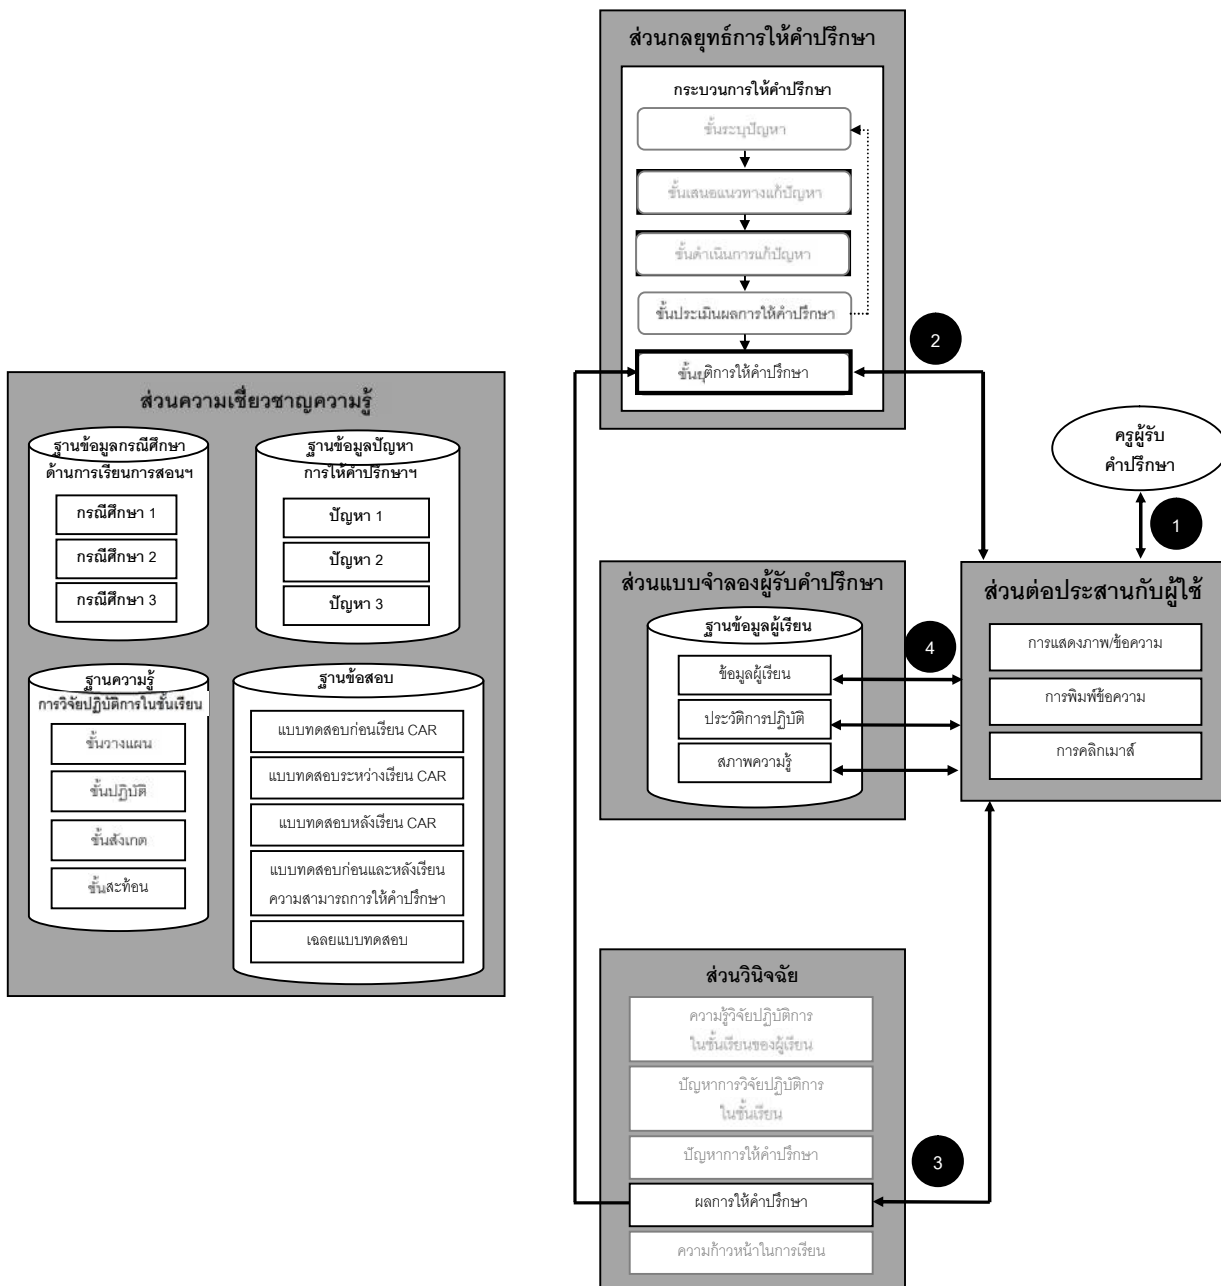 ส่วนกลยุทธ์การให้คำปรึกษา
กระบวนการให้คำปรึกษา
ขั้นระบุปัญหา
ขั้นเสนอแนวทางแก้ปัญหา
ขั้นดำเนินการแก้ปัญหา
ขั้นประเมินผลการให้คำปรึกษา
ขั้นยุติการให้คำปรึกษา
2
ส่วนความเชี่ยวชาญความรู้
ฐานข้อมูลกรณีศึกษา
ด้านการเรียนการสอนฯ
กรณีศึกษา 1
กรณีศึกษา 2
กรณีศึกษา 3
ฐานข้อมูลปัญหา
การให้คำปรึกษาฯ
ปัญหา 1
ปัญหา 2
ปัญหา 3
ฐานความรู้
การวิจัยปฏิบัติการในชั้นเรียน
ขั้นวางแผน
ขั้นปฏิบัติ
ขั้นสังเกต
ขั้นสะท้อน
ฐานข้อสอบ
แบบทดสอบก่อนเรียน CAR
แบบทดสอบระหว่างเรียน CAR
แบบทดสอบหลังเรียน CAR
แบบทดสอบก่อนและหลังเรียน
ความสามารถการให้คำปรึกษา
เฉลยแบบทดสอบ
ครูผู้รับ
คำปรึกษา
1
ส่วนแบบจำลองผู้รับคำปรึกษา
ฐานข้อมูลผู้เรียน
ข้อมูลผู้เรียน
ประวัติการปฏิบัติ
สภาพความรู้
4
ส่วนต่อประสานกับผู้ใช้
การแสดงภาพ/ข้อความ
การพิมพ์ข้อความ
การคลิกเมาส์
ส่วนวินิจฉัย
ความรู้วิจัยปฏิบัติการ
ในชั้นเรียนของผู้เรียน
ปัญหาการวิจัยปฏิบัติการ
ในชั้นเรียน
ปัญหาการให้คำปรึกษา
ผลการให้คำปรึกษา
ความก้าวหน้าในการเรียน
3